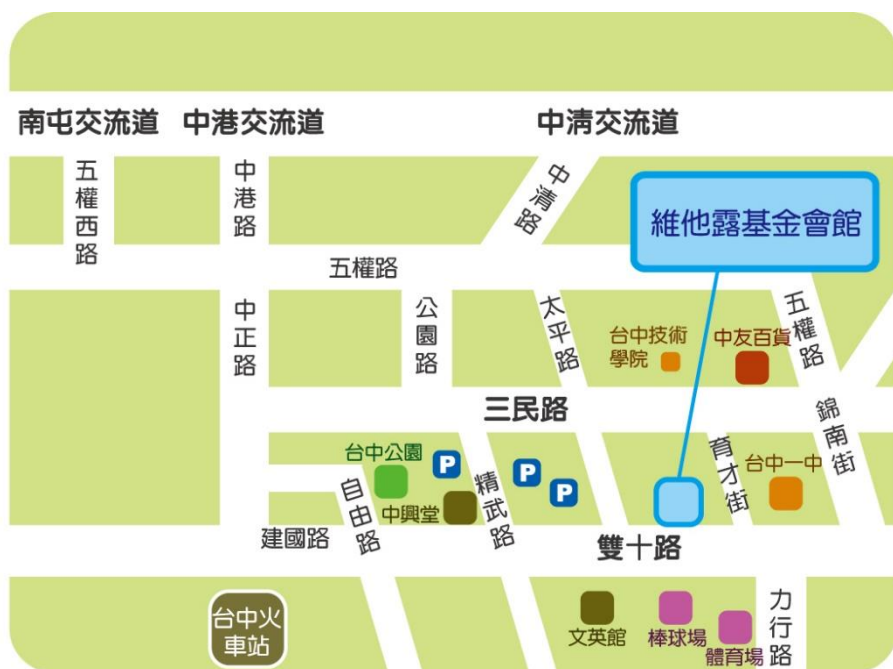 南屯交流道
中港交流道
中清交流道
五權西路
中港路
中清路
維他露基金會館
五權路
中正路
公園路
太平路
台中技術
學院
中友百貨
五權路
三民路
錦南街
台中公園
P
P
P
中興堂
自由路
精武路
育才街
台中一中
建國路
雙十路
台中火
車站
文英館
棒球場
體育場
力行路